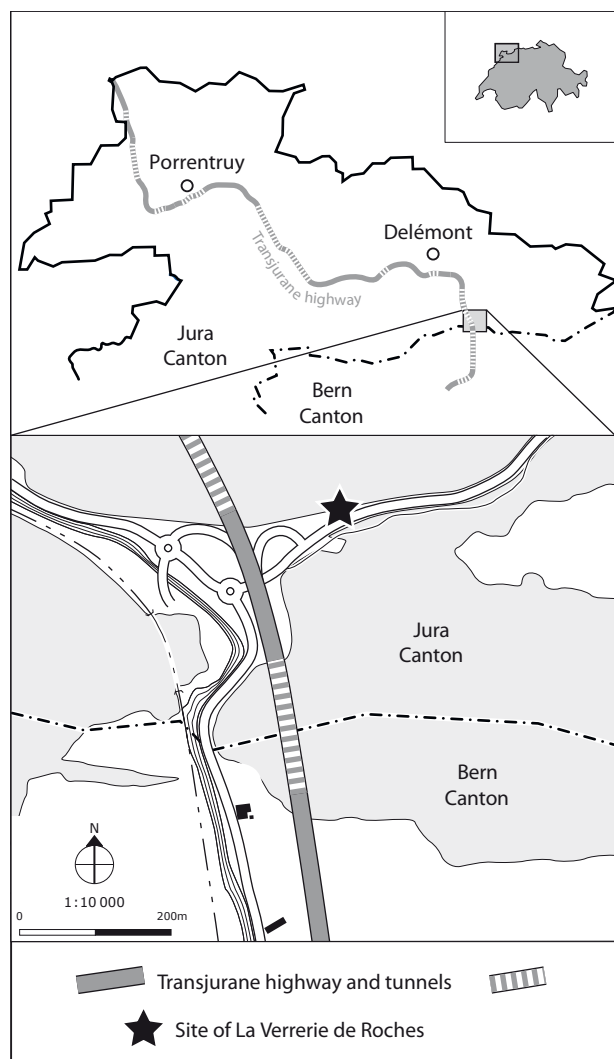 Porrentruy
Delémont
Transjurane highway
Jura
Canton
Bern
Canton
Jura
Canton
Bern
Canton
N
1:10 000
0 200m
Transjurane highway and tunnels
Site of La Verrerie de Roches